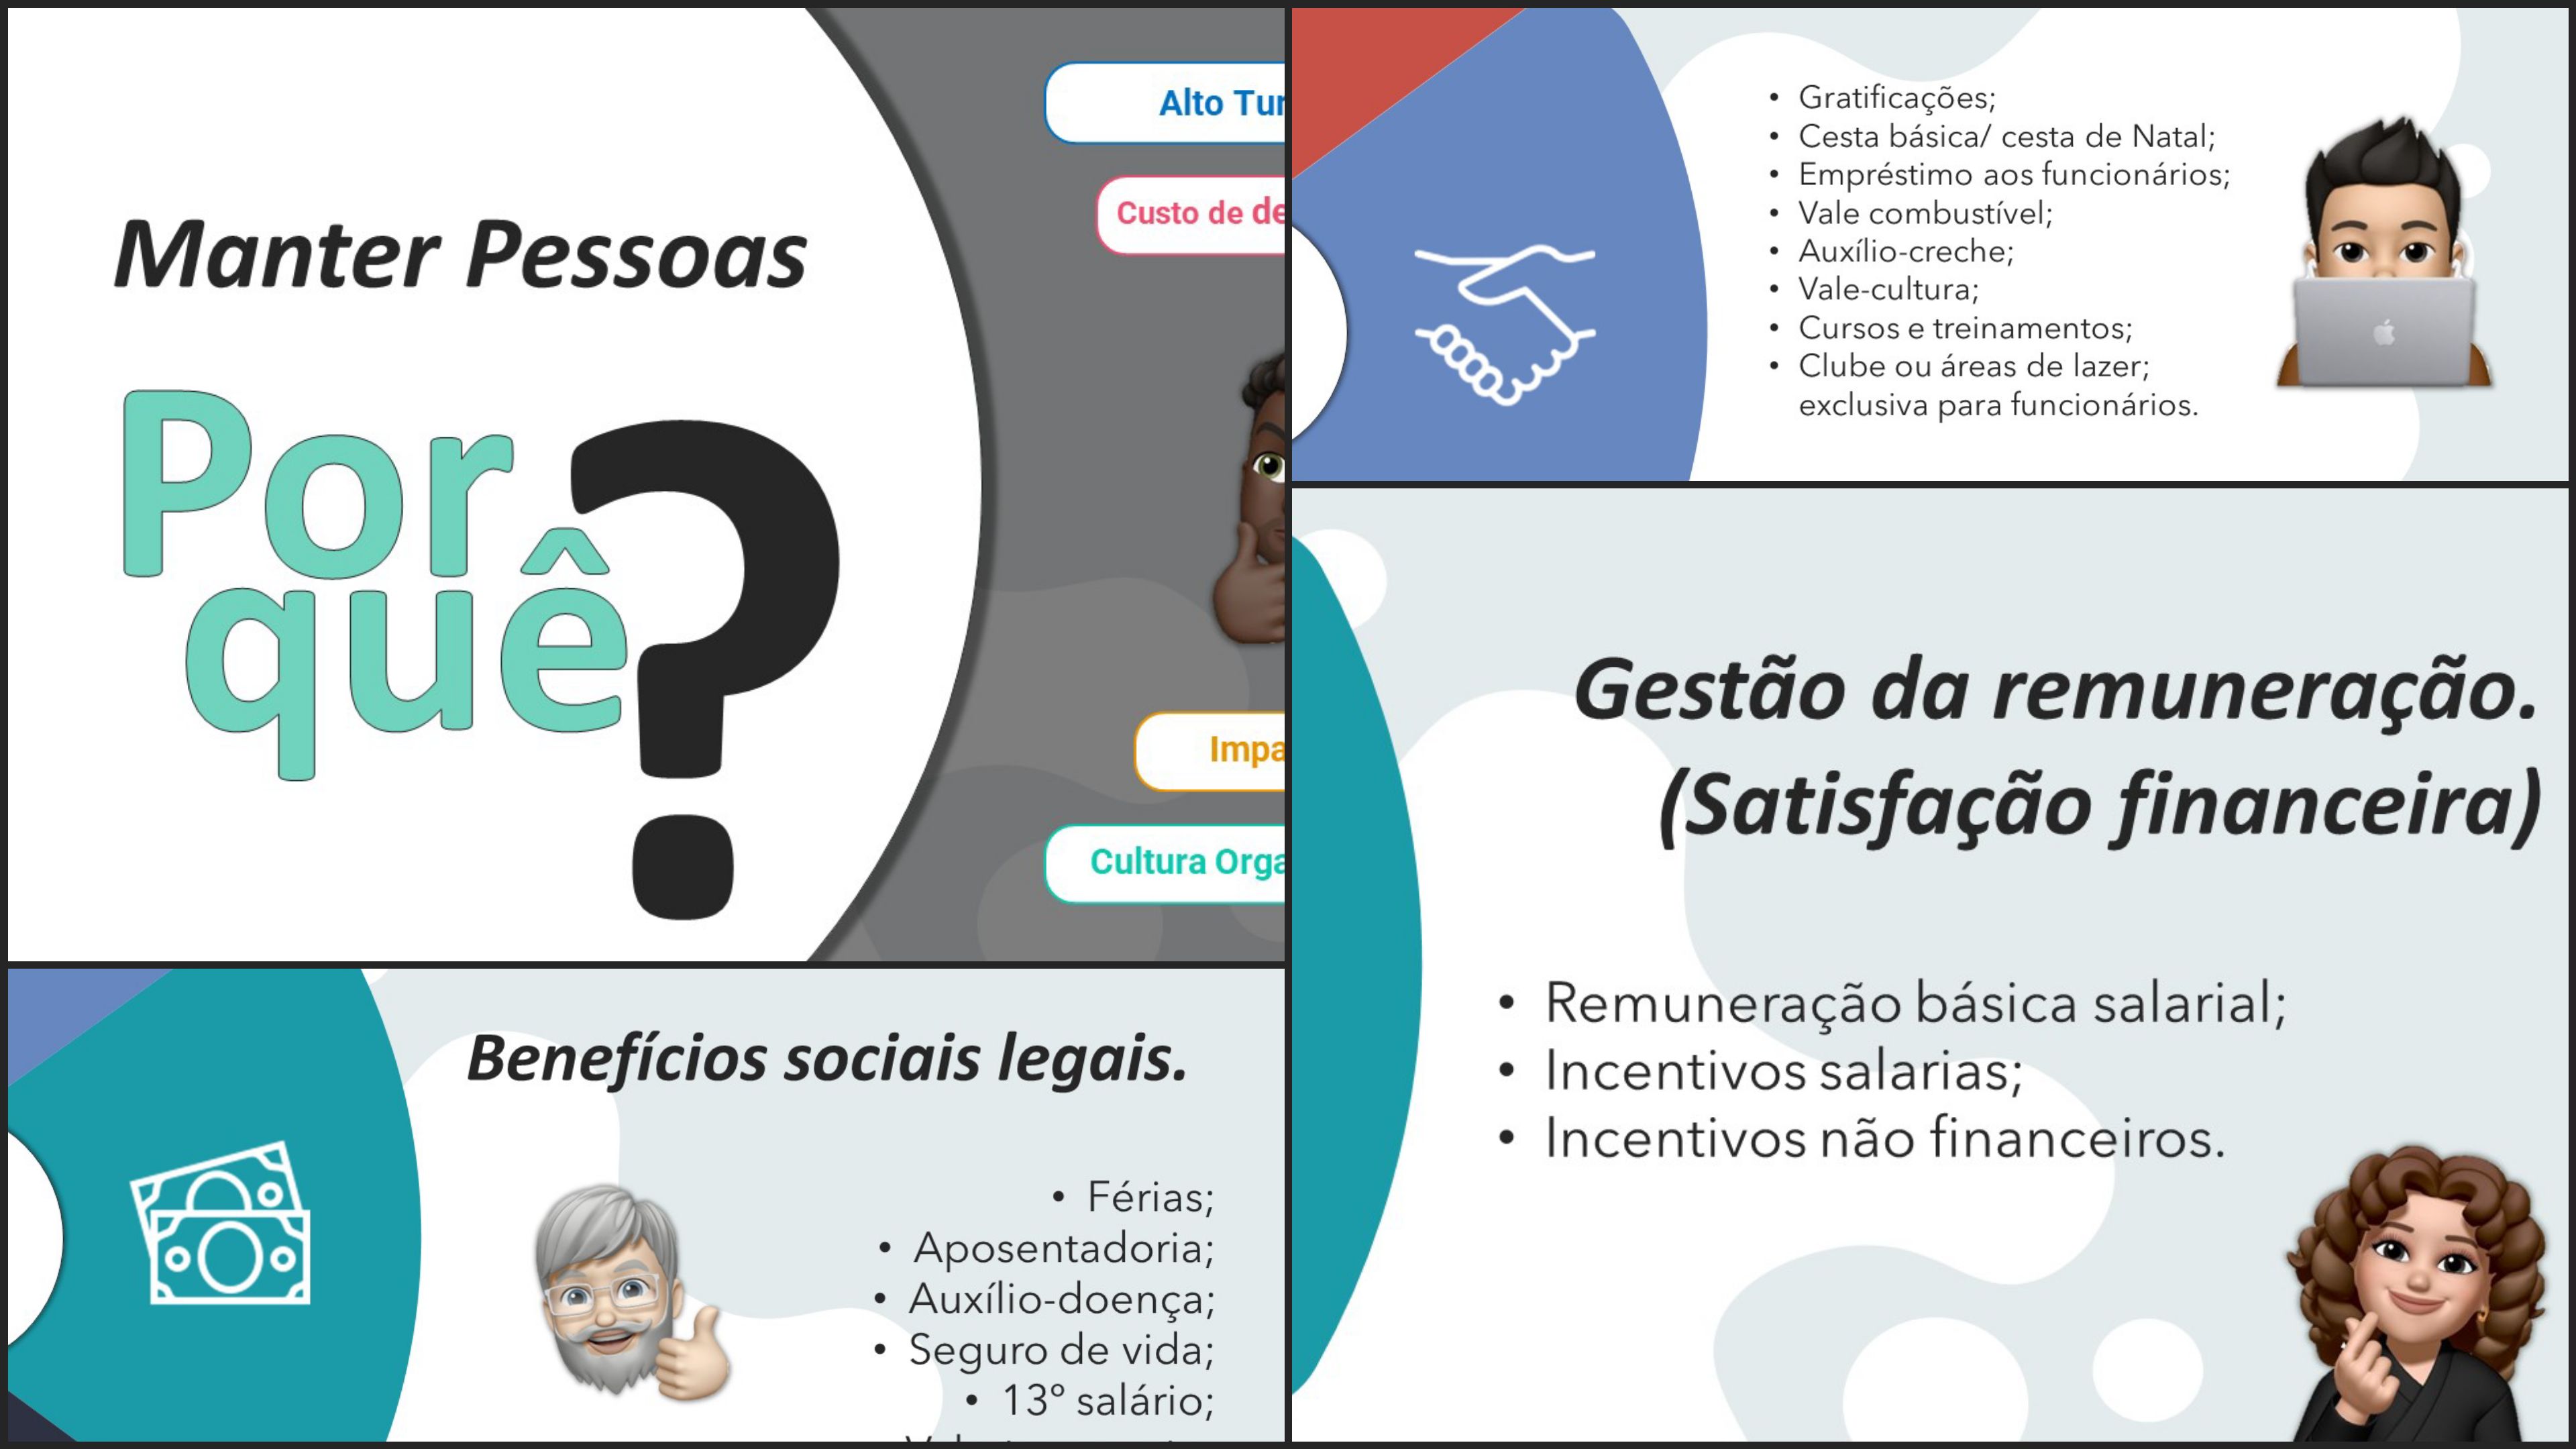 Manter Pessoas
Por
quê
?
Alto Tur
Custo de de
Impa
Cultura Orga
Gratificações;
Cesta básica/ cesta de Natal;
Empréstimo aos funcionários;
Vale combustível;
Auxílio-creche;
Vale-cultura;
Cursos e treinamentos;
Clube ou áreas de lazer;
exclusiva para funcionários.
Benefícios sociais legais.
• Férias;
• Aposentadoria;
• Auxílio-doença;
• Seguro de vida;
• 13º salário;
Gestão da remuneração.
(Satisfação financeira)
• Remuneração básica salarial;
• Incentivos salarias;
• Incentivos não financeiros.